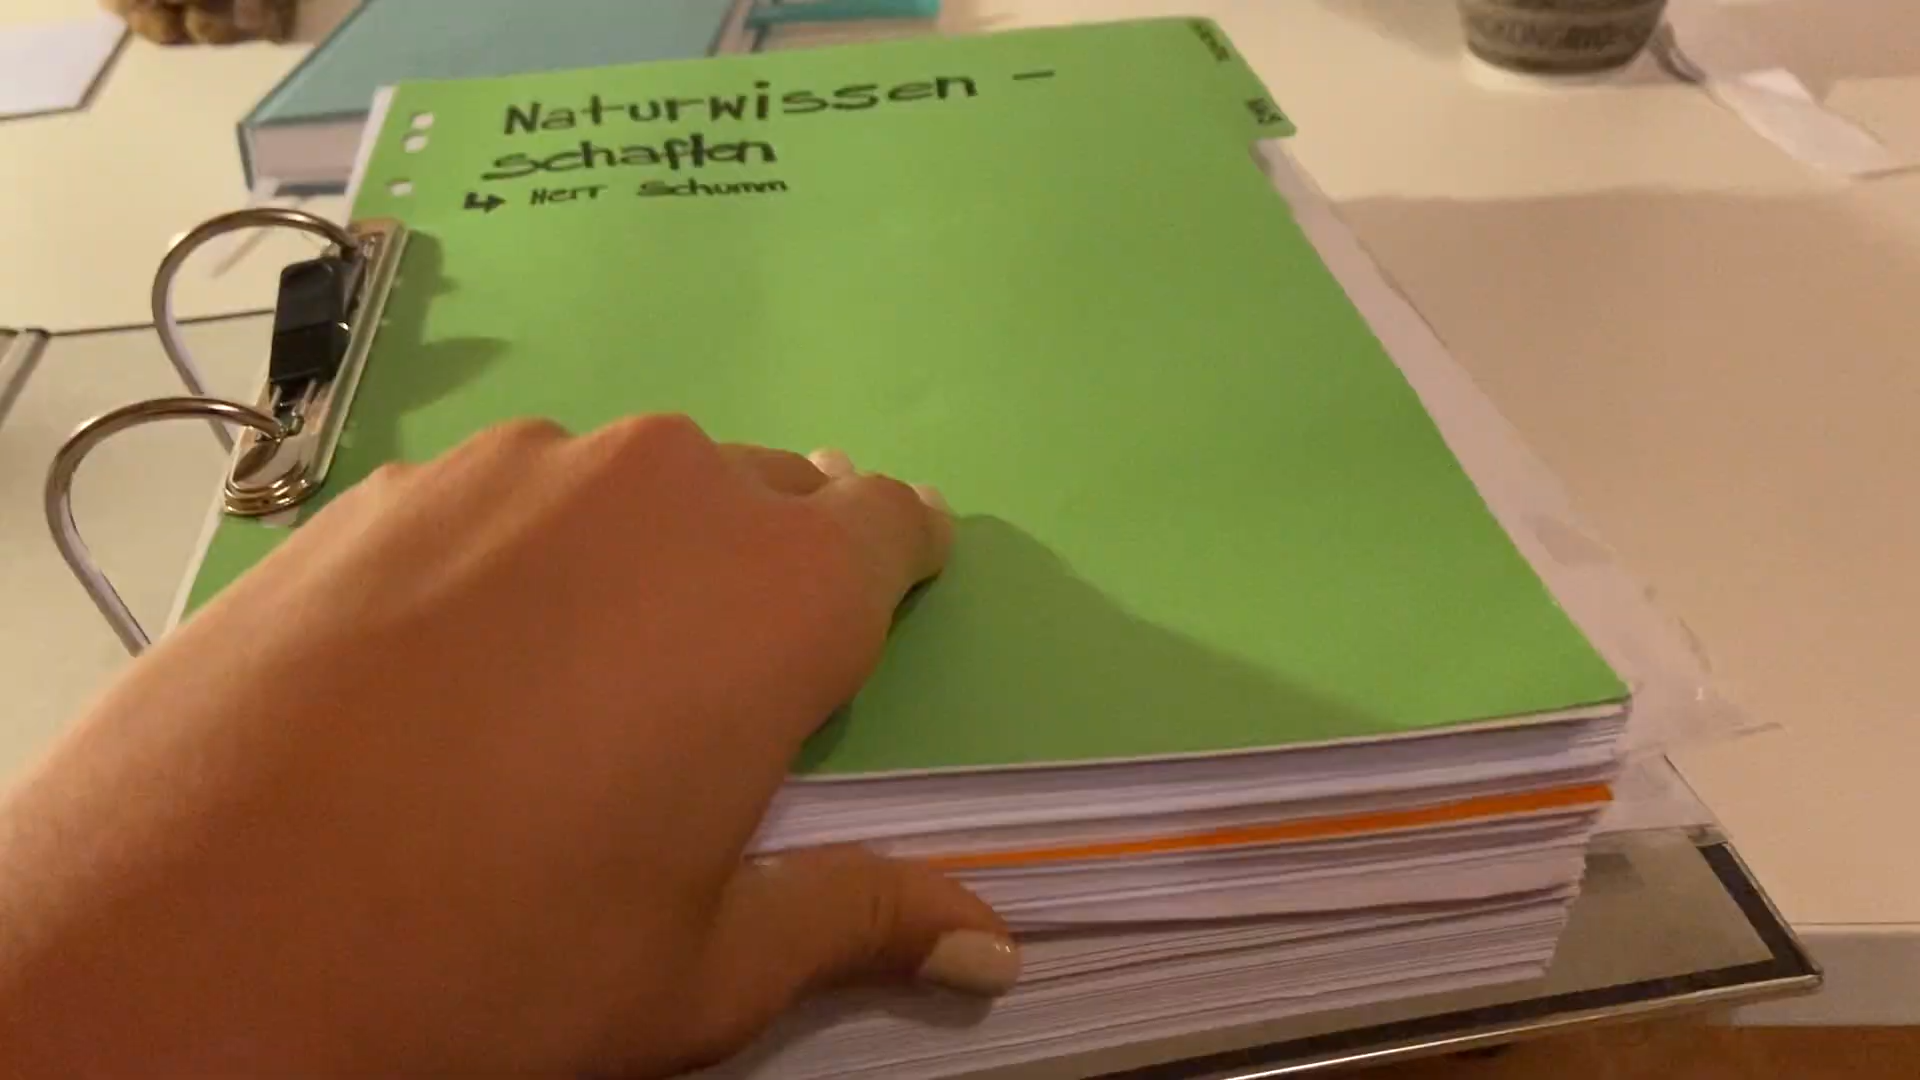 Naturwissen -
schaften
↳ Herr Schumm